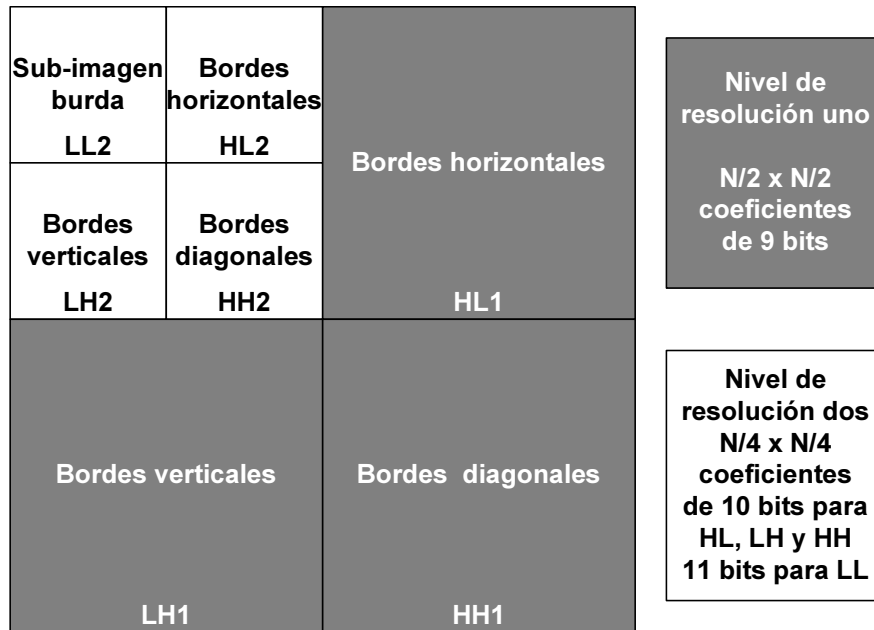 Sub-imagen
burda
LL2
Bordes
horizontales
HL2
Bordes horizontales
HL1
Bordes
verticales
LH2
Bordes
diagonales
HH2
Bordes verticales
LH1
Bordes diagonales
HH1
Nivel de
resolución uno
N/2 x N/2
coeficientes
de 9 bits
Nivel de
resolución dos
N/4 x N/4
coeficientes
de 10 bits para
HL, LH y HH
11 bits para LL